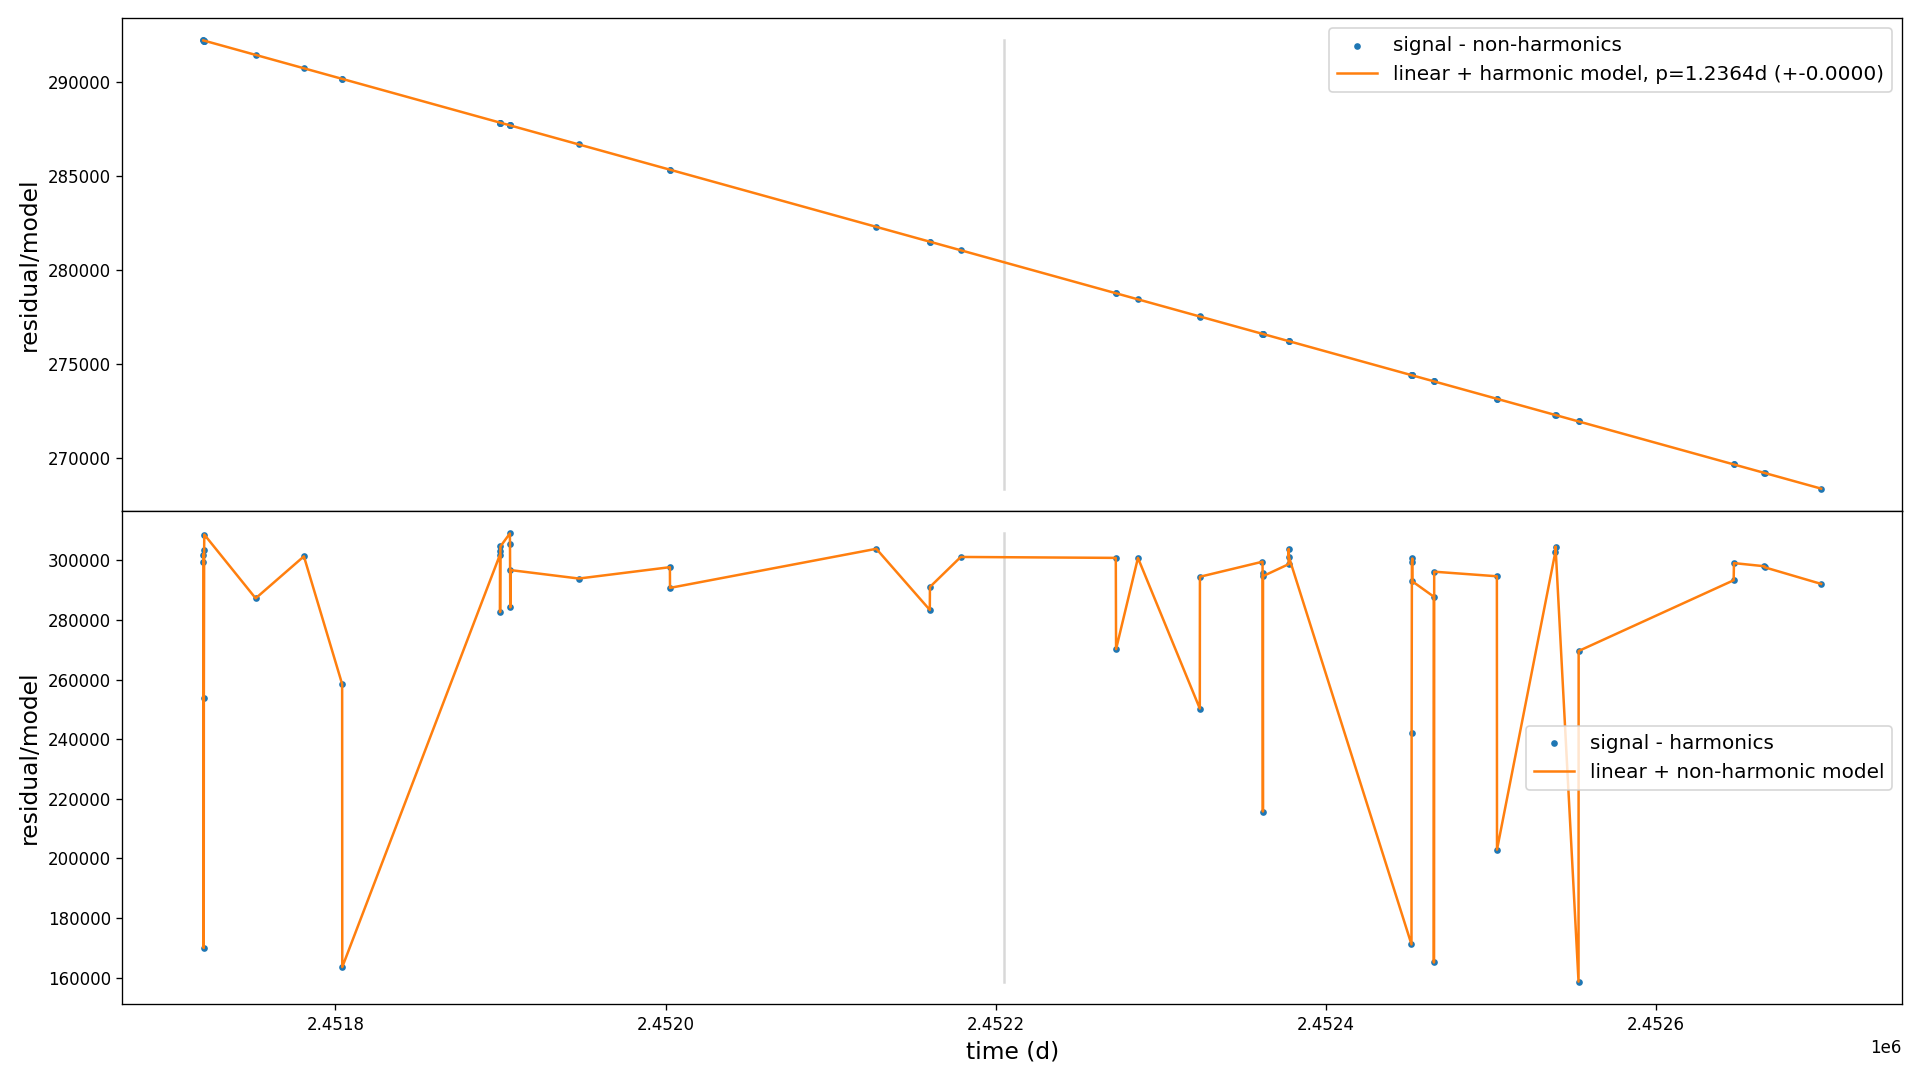 signal - non-harmonics
linear + harmonic model, p=1.2364d (+-0.0000)
290000
285000
280000
275000
270000
residual/model
signal - harmonics
linear + non-harmonic model
300000
280000
260000
240000
220000
200000
180000
160000
residual/model
2.4518
2.4520
2.4522
2.4524
2.4526
1e6
time (d)